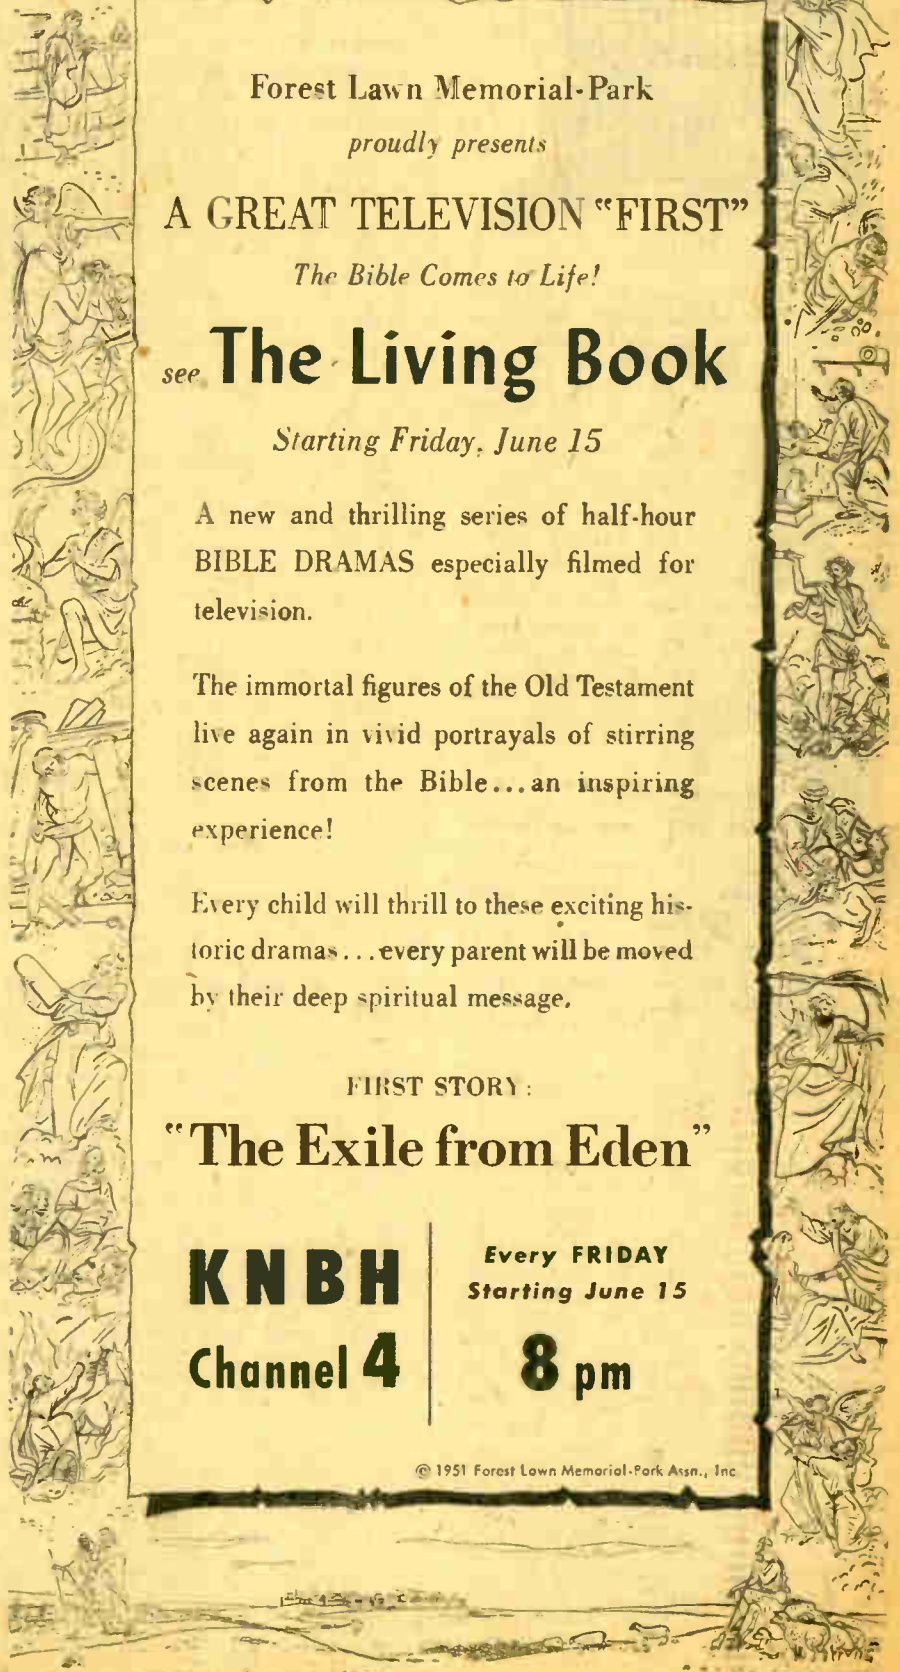 Forest Lawn Memorial-Park
proudly presents
A GREAT TELEVISION “FIRST”
The Bible Comes to Life!
see The Living Book
Starting Friday, June 15
A new and thrilling series of half-hour
BIBLE DRAMAS especially filmed for
television.
The immortal figures of the Old Testament
live again in vivid portrayals of stirring
scenes from the Bible...an inspiring
experience!
Every child will thrill to these exciting his-
toric dramas...every parent will be moved
by their deep spiritual message.
FIRST STORY:
“The Exile from Eden”
KNBH
Channel 4
Every FRIDAY
Starting June 15
8 pm
© 1951 Forest Lawn Memorial-Park Assn., Inc